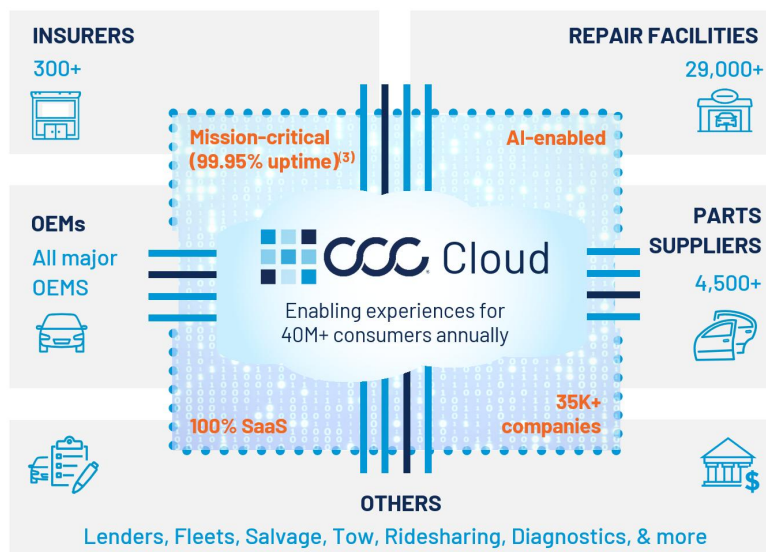 INSURERS
300+
REPAIR FACILITIES
29,000+
Mission-critical
(99.95% uptime)(3)
AI-enabled
OEMs
All major
OEMS
PARTS
SUPPLIERS
4,500+
CCC Cloud
Enabling experiences for
40M+ consumers annually
100% SaaS
35K+
companies
$
OTHERS
Lenders, Fleets, Salvage, Tow, Ridesharing, Diagnostics, & more